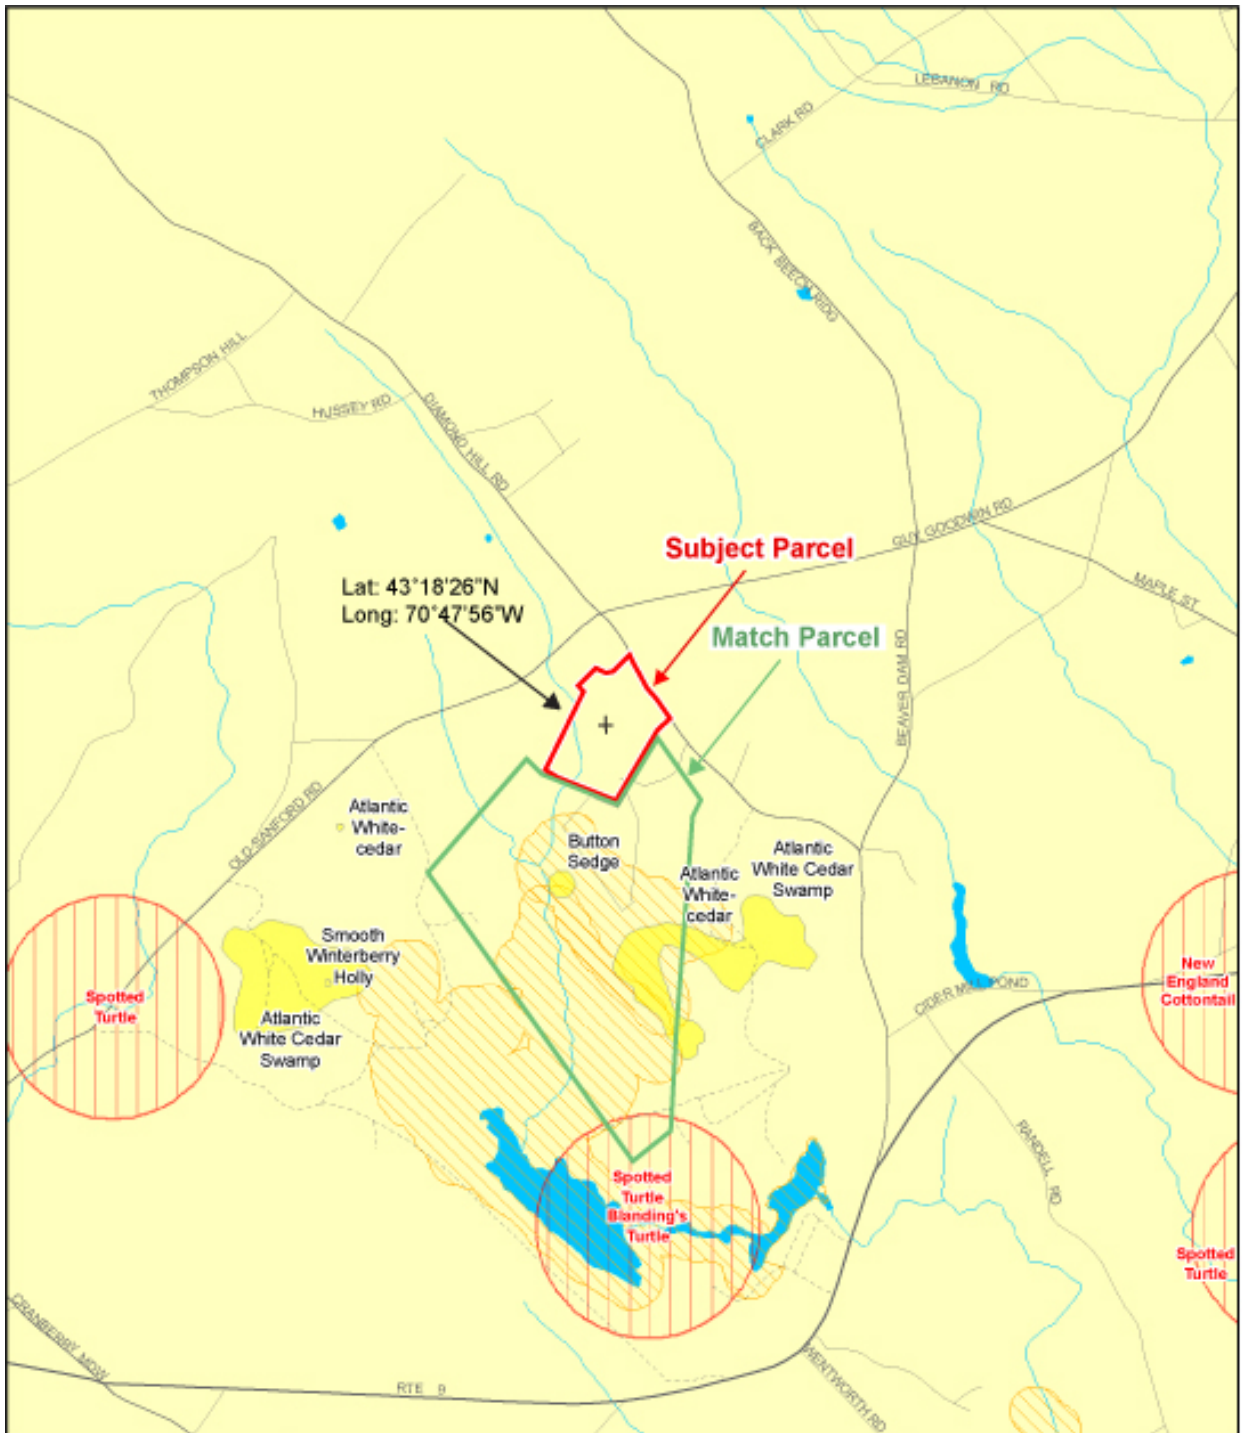 LEBANON RD
CLARK RD
BACK BEECH RIDG
THOMPSON HILL
HUSSEY RD
DIAMOND HILL RD
GUY GOODWIN RD
Subject Parcel
MAPLE ST
Lat: 43°18'26"N
Long: 70°47'56"W
Match Parcel
BEAVER DAM RD
OLD SANFORD RD
Atlantic
White-
cedar
Button
Sedge
Atlantic
White-
cedar
Atlantic
White Cedar
Swamp
Smooth
Winterberry
Holly
Atlantic
White Cedar
Swamp
Spotted
Turtle
New
England
Cottontail
CIDER MILL POND
RANDELL RD
Spotted
Turtle
Blanding's
Turtle
Spotted
Turtle
CRANBERRY MDW
RTE 9
WENTWORTH RD